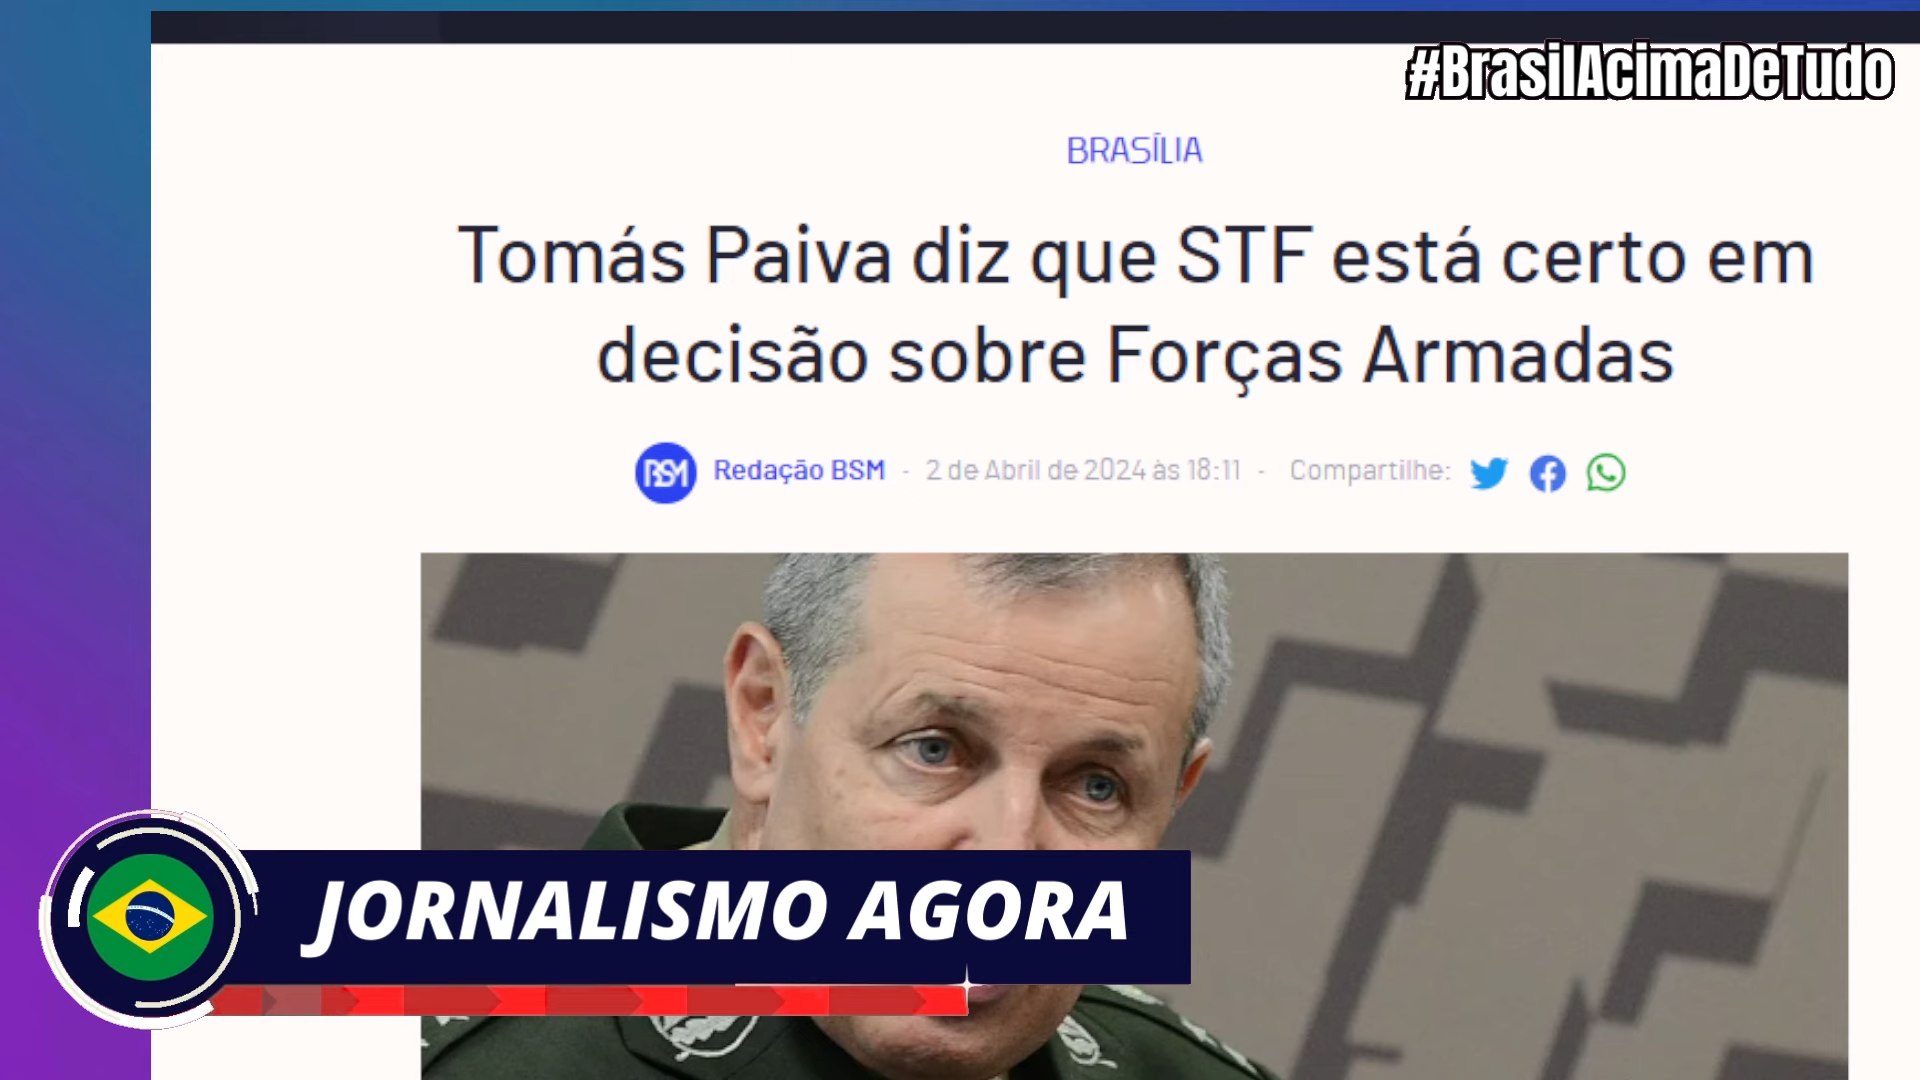 #BrasilAcimaDeTudo
BRASÍLIA
Tomás Paiva diz que STF está certo em
decisão sobre Forças Armadas
BSM Redação BSM - 2 de Abril de 2024 às 18:11 - Compartilhe:
JORNALISMO AGORA